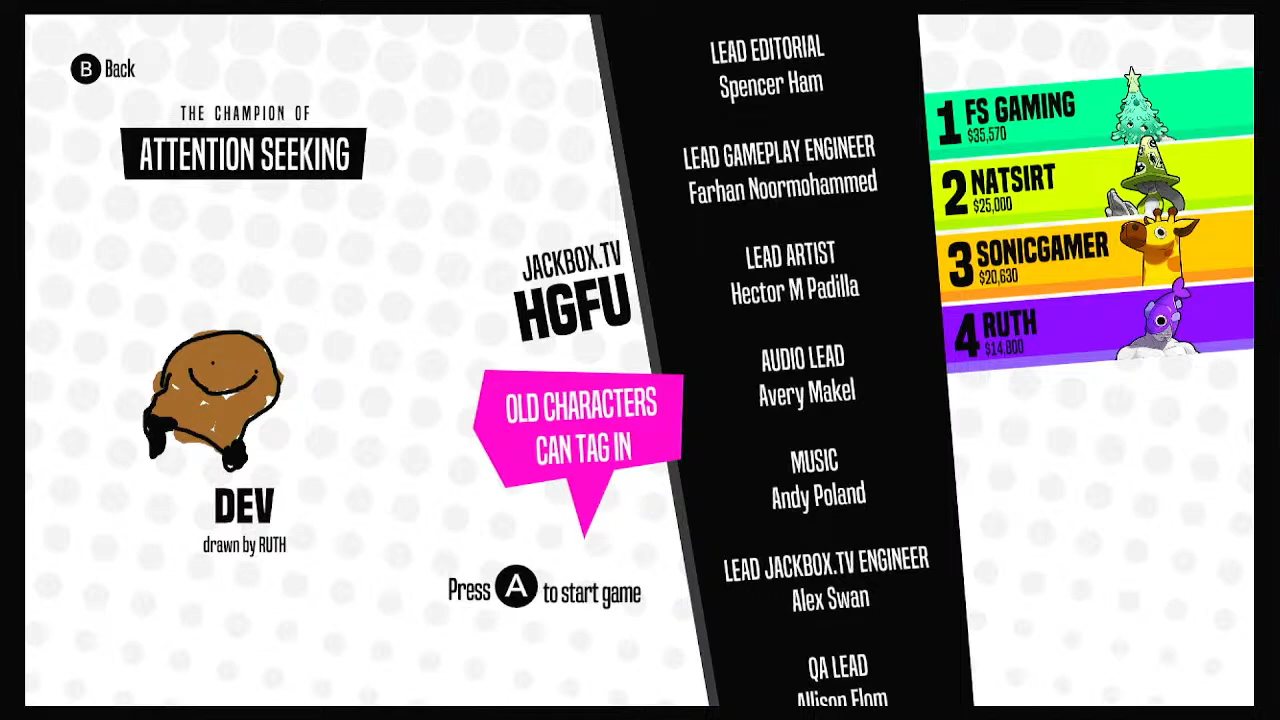 B Back
THE CHAMPION OF
ATTENTION SEEKING
DEV
drawn by RUTH
JACKBOX.TV
HGFU
OLD CHARACTERS
CAN TAG IN
Press A to start game
LEAD EDITORIAL
Spencer Ham
LEAD GAMEPLAY ENGINEER
Farhan Noormohammed
LEAD ARTIST
Hector M Padilla
AUDIO LEAD
Avery Makel
MUSIC
Andy Poland
LEAD JACKBOX.TV ENGINEER
Alex Swan
QA LEAD
Allison Elom
1 FS GAMING
$35,570
2 NATSIRT
$25,000
3 SONICGAMER
$20,630
4 RUTH
$14,800